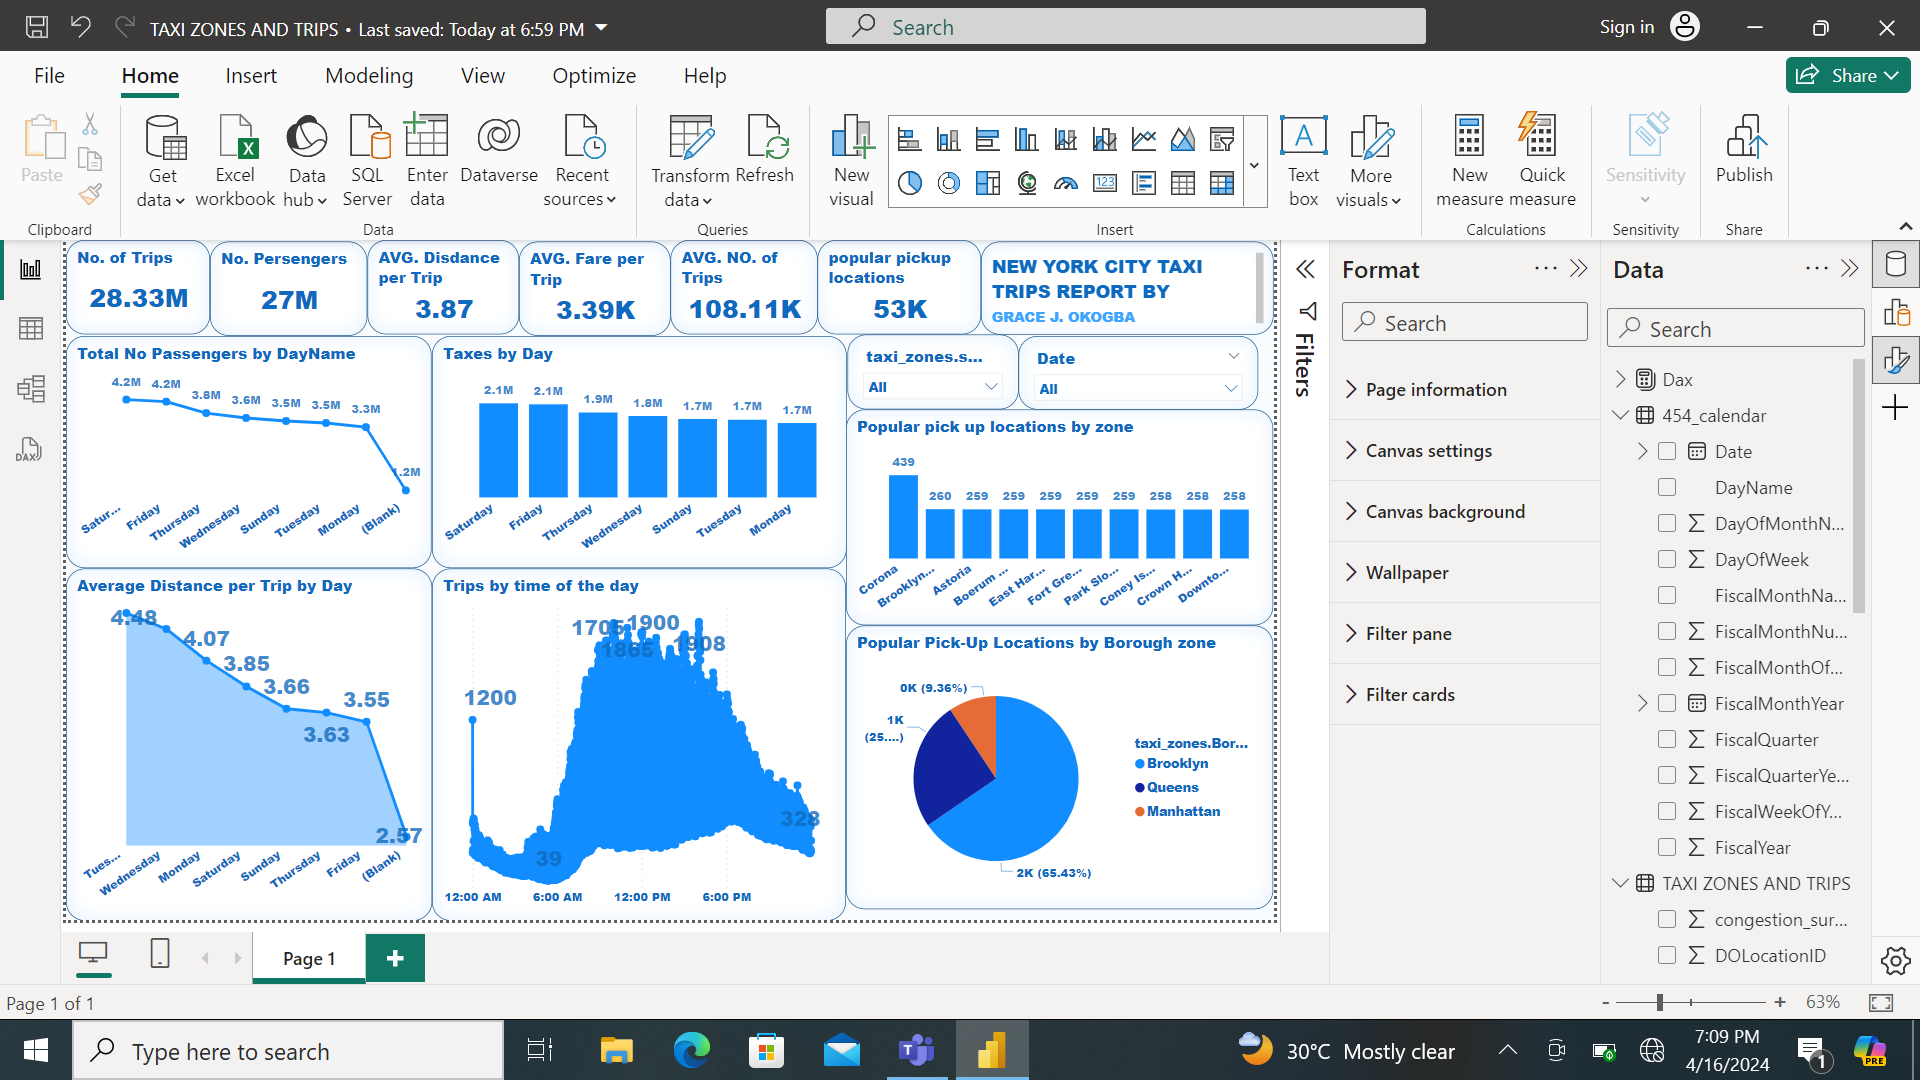 TAXI ZONES AND TRIPS • Last saved: Today at 6:59 PM
Search
Sign in
File
Home
Insert
Modeling
View
Optimize
Help
Share
Paste
Clipboard
Get data
Excel workbook
Data hub
SQL Server
Enter data
Dataverse
Recent sources
Data
Transform data
Refresh
Queries
New visual
Text box
More visuals
Insert
New measure
Quick measure
Calculations
Sensitivity
Sensitivity
Publish
Share
No. of Trips
28.33M
No. Persengers
27M
AVG. Disdance
per Trip
3.87
AVG. Fare per
Trip
3.39K
AVG. NO. of
Trips
108.11K
popular pickup
locations
53K
NEW YORK CITY TAXI
TRIPS REPORT BY
GRACE J. OKOGBA
Total No Passengers by DayName
4.2M
4.2M
3.8M
3.6M
3.5M
3.5M
3.3M
1.2M
Satur...
Friday
Thursday
Wednesday
Sunday
Tuesday
Monday
(Blank)
Taxes by Day
2.1M
2.1M
1.9M
1.8M
1.7M
1.7M
1.7M
Saturday
Friday
Thursday
Wednesday
Sunday
Tuesday
Monday
taxi_zones.s...
All
Date
All
Popular pick up locations by zone
439
260
259
259
259
259
259
258
258
258
Corona
Brooklyn...
Astoria
Boerum ...
East Har...
Fort Gre...
Park Slo...
Coney Is...
Crown H...
Downto...
Average Distance per Trip by Day
4.48
4.07
3.85
3.66
3.63
3.55
2.57
Tues...
Wednesday
Monday
Saturday
Sunday
Thursday
Friday
(Blank)
Trips by time of the day
1200
39
1705
1865
1900
1908
328
12:00 AM
6:00 AM
12:00 PM
6:00 PM
Popular Pick-Up Locations by Borough zone
0K (9.36%)
1K
(25....)
2K (65.43%)
taxi_zones.Bor...
Brooklyn
Queens
Manhattan
Filters
Format
Search
Page information
Canvas settings
Canvas background
Wallpaper
Filter pane
Filter cards
Data
Search
Dax
454_calendar
Date
DayName
DayOfMonthN...
DayOfWeek
FiscalMonthNa...
FiscalMonthNu...
FiscalMonthOf...
FiscalMonthYear
FiscalQuarter
FiscalQuarterYe...
FiscalWeekOfY...
FiscalYear
TAXI ZONES AND TRIPS
congestion_sur...
DOLocationID
DAX
Page 1
Page 1 of 1
63%
Type here to search
30°C Mostly clear
7:09 PM
4/16/2024
1
PRE